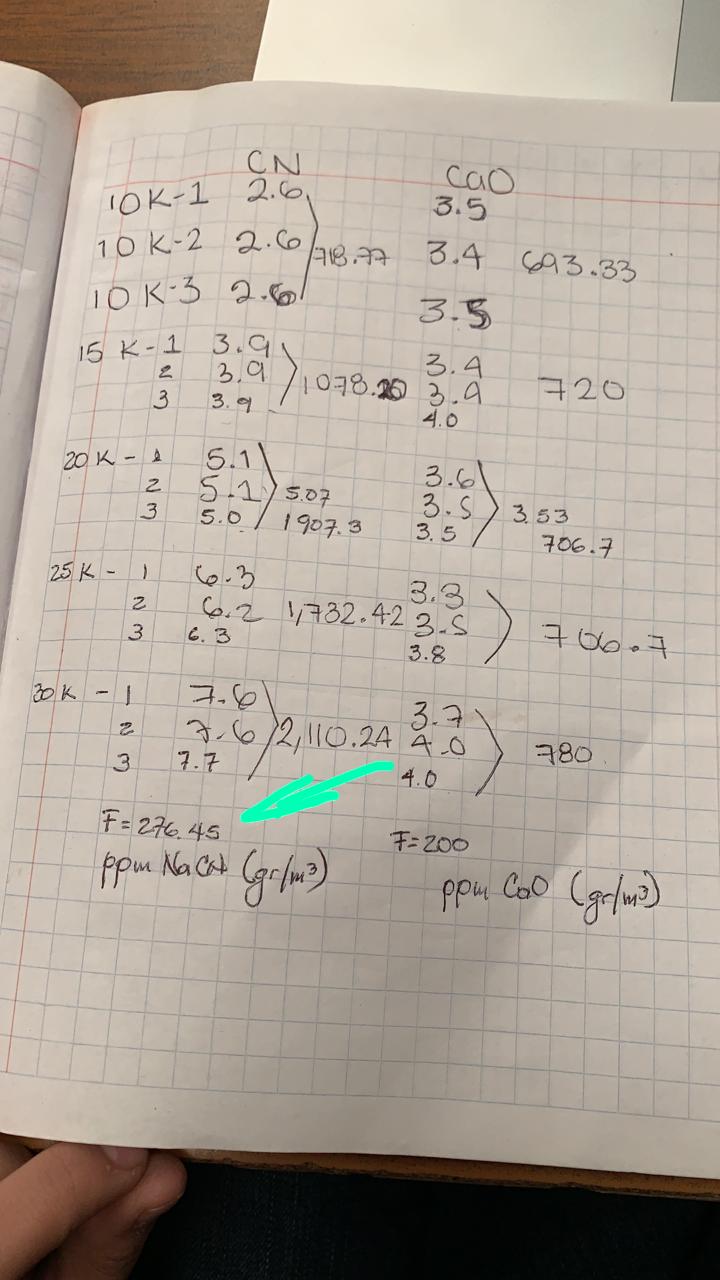 CN CaO
10K-1 2.6 3.5
10K-2 2.6 718.77 3.4 693.33
10K-3 2.6 3.5
15 K-1 3.9 3.4
2 3.9 1078.20 3.9 720
3 3.9 4.0
20K-1 5.1 3.6
2 5.1 5.07 3.5 3.53
3 5.0 1907.3 3.5 706.7
25K-1 6.3 3.3
2 6.2 1,732.42 3.5 706.7
3 6.3 3.8
30K-1 7.6 3.7
2 7.6 2,110.24 4.0 780
3 7.7 4.0
F=276.45 F=200
ppm NaCN (gr/m³) ppm CaO (gr/m³)